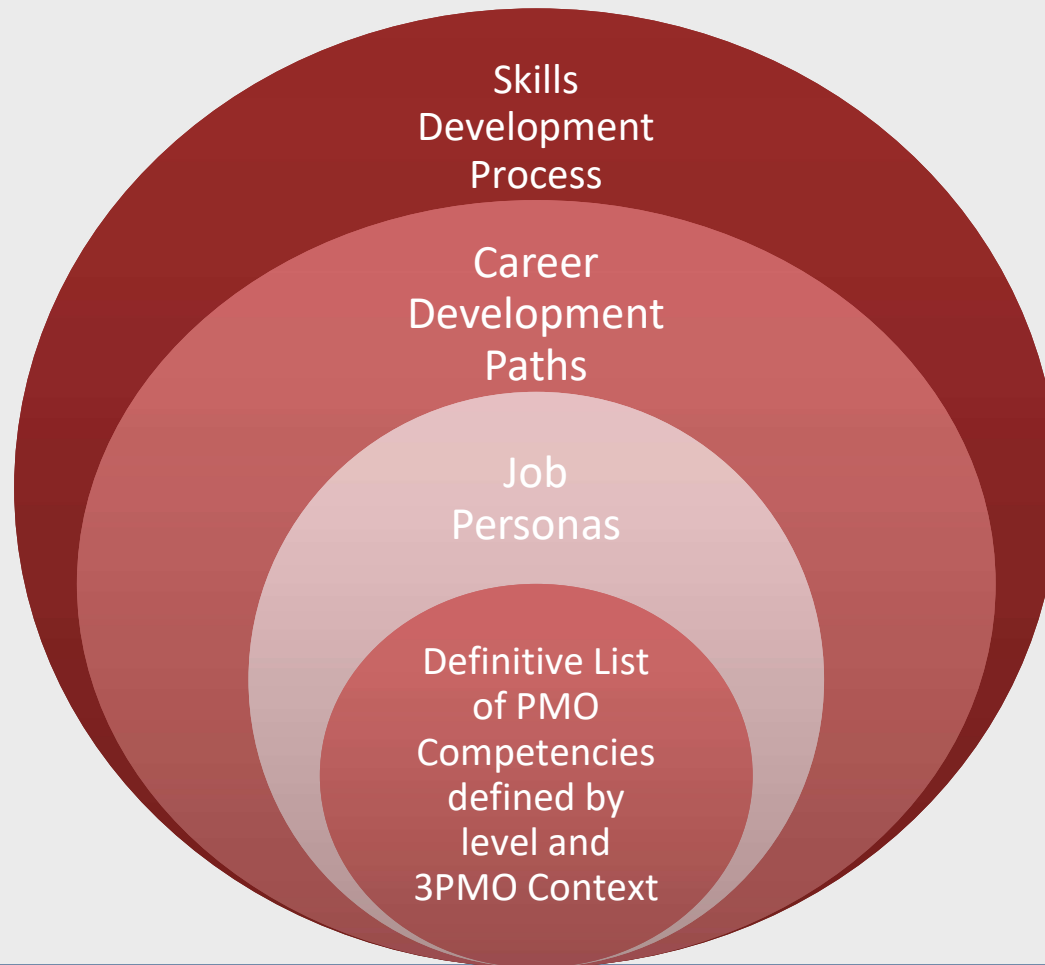 Skills
Development
Process
Career
Development
Paths
Job
Personas
Definitive List
of PMO
Competencies
defined by
level and
3PMO Context